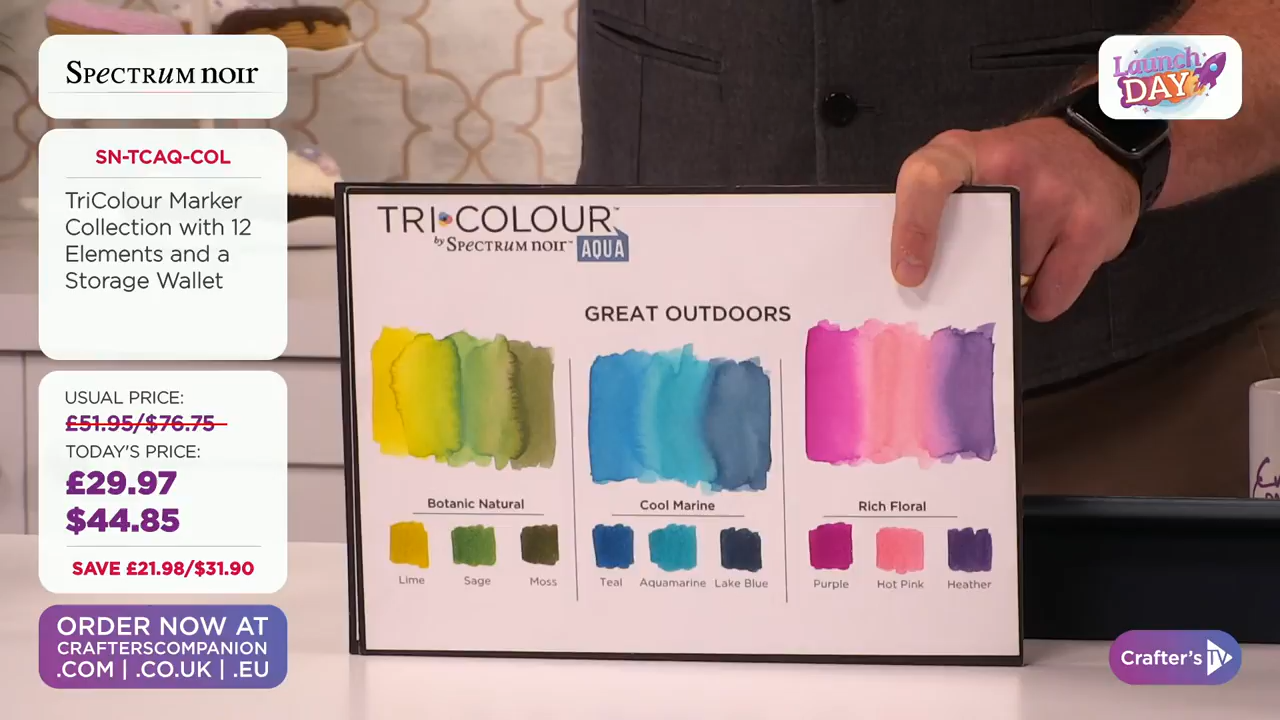 SPECTRUM NOIR
SN-TCAQ-COL
TriColour Marker
Collection with 12
Elements and a
Storage Wallet
USUAL PRICE:
£51.95/$76.75
TODAY'S PRICE:
£29.97
$44.85
SAVE £21.98/$31.90
ORDER NOW AT
CRAFTERSCOMPANION
.COM | .CO.UK | .EU
Launch
DAY
TRI•COLOUR™
by SPECTRUM NOIR™ AQUA
GREAT OUTDOORS
Botanic Natural
Lime Sage Moss
Cool Marine
Teal Aquamarine Lake Blue
Rich Floral
Purple Hot Pink Heather
Crafter's TV